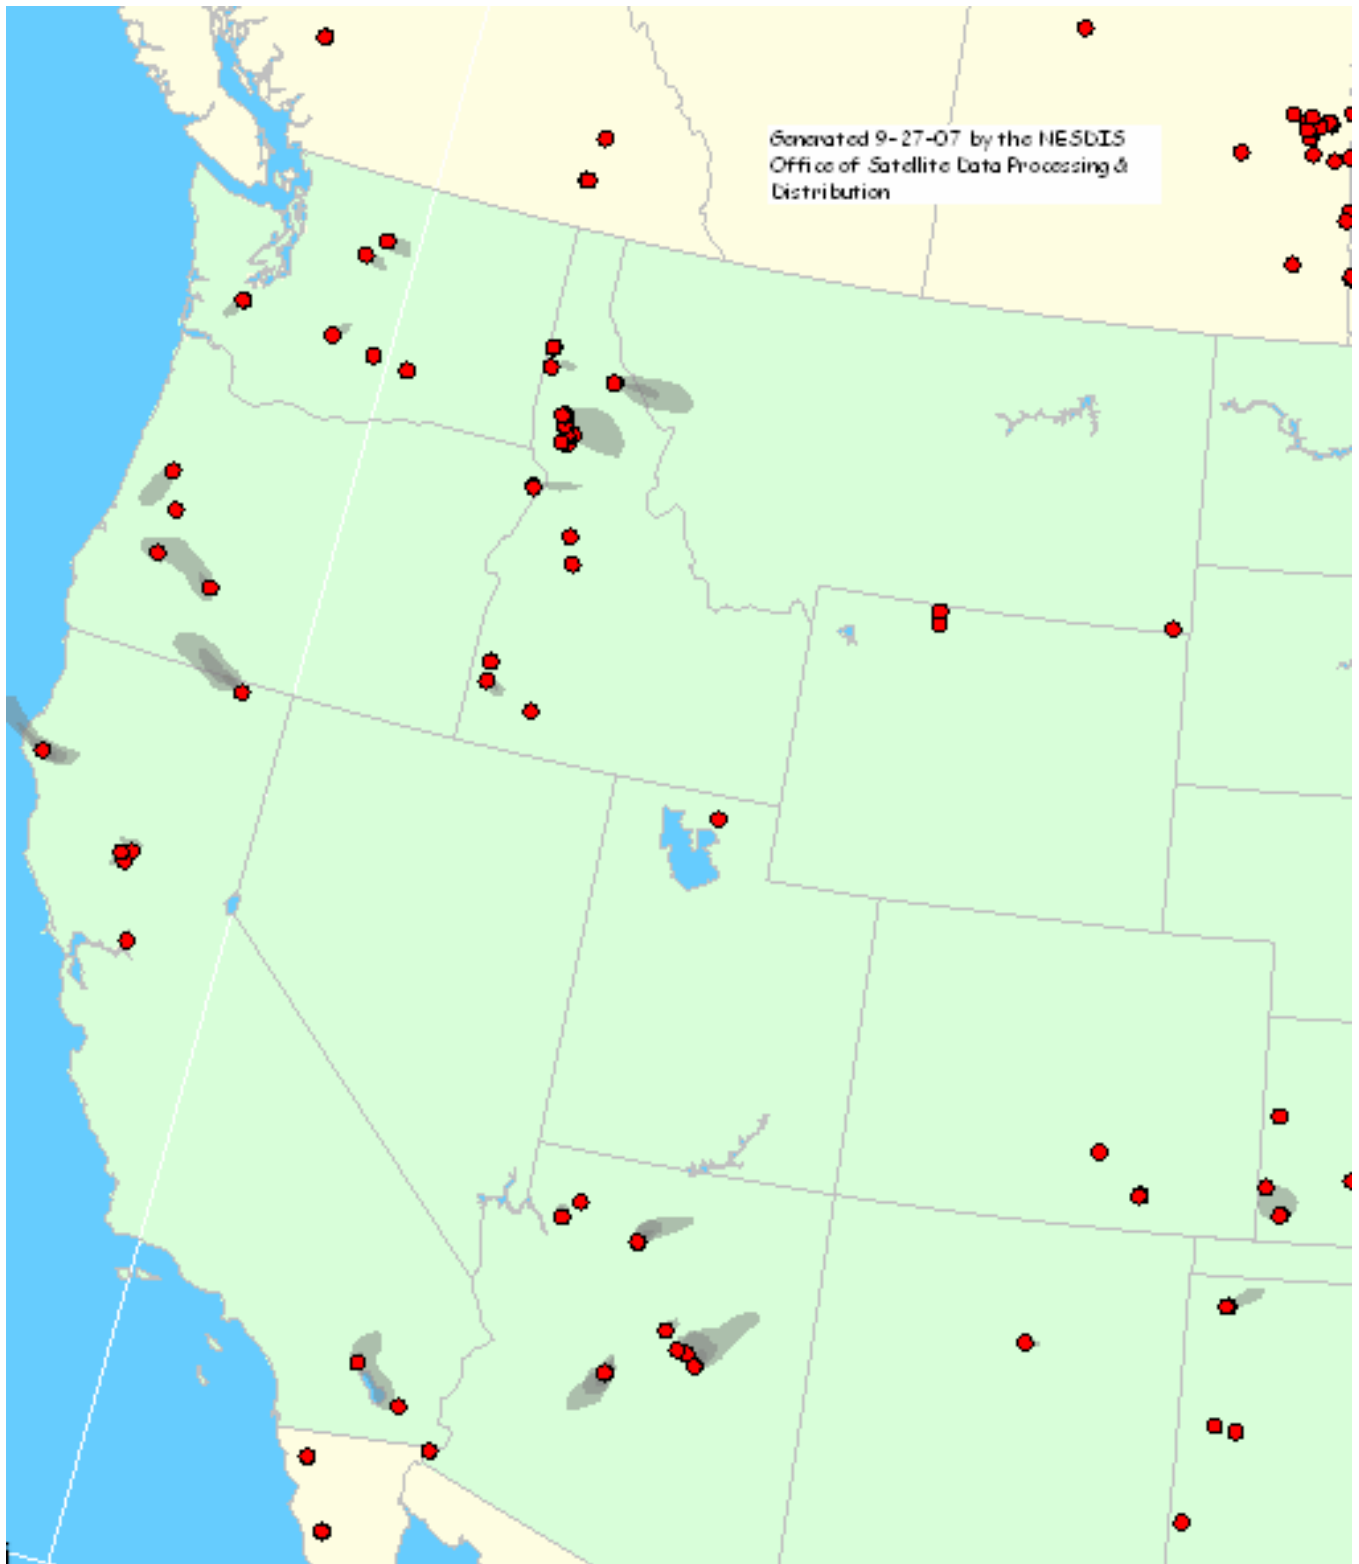 Generated 9-27-07 by the NESDIS
Office of Satellite Data Processing &
Distribution